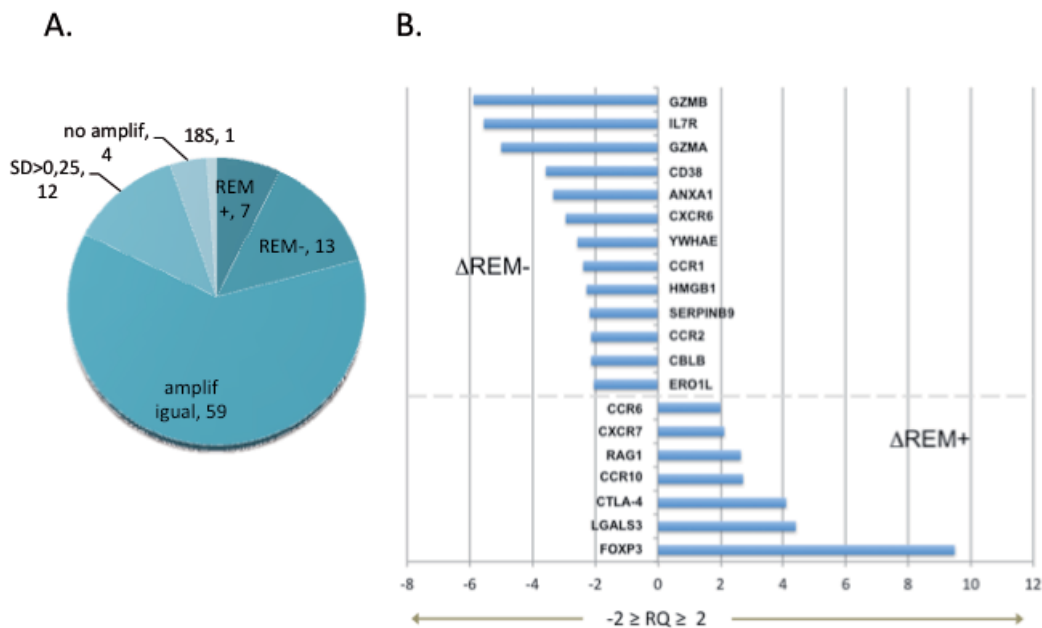 A.
B.
no amplif,
4
18S, 1
SD>0,25,
12
REM
+, 7
REM-, 13
amplif
igual, 59
GZMB
IL7R
GZMA
CD38
ANXA1
CXCR6
YWHAE
CCR1
HMGB1
SERPINB9
CCR2
CBLB
ERO1L
ΔREM-
CCR6
CXCR7
RAG1
CCR10
CTLA-4
LGALS3
FOXP3
ΔREM+
-8 -6 -4 -2 0 2 4 6 8 10 12
-2 ≥ RQ ≥ 2